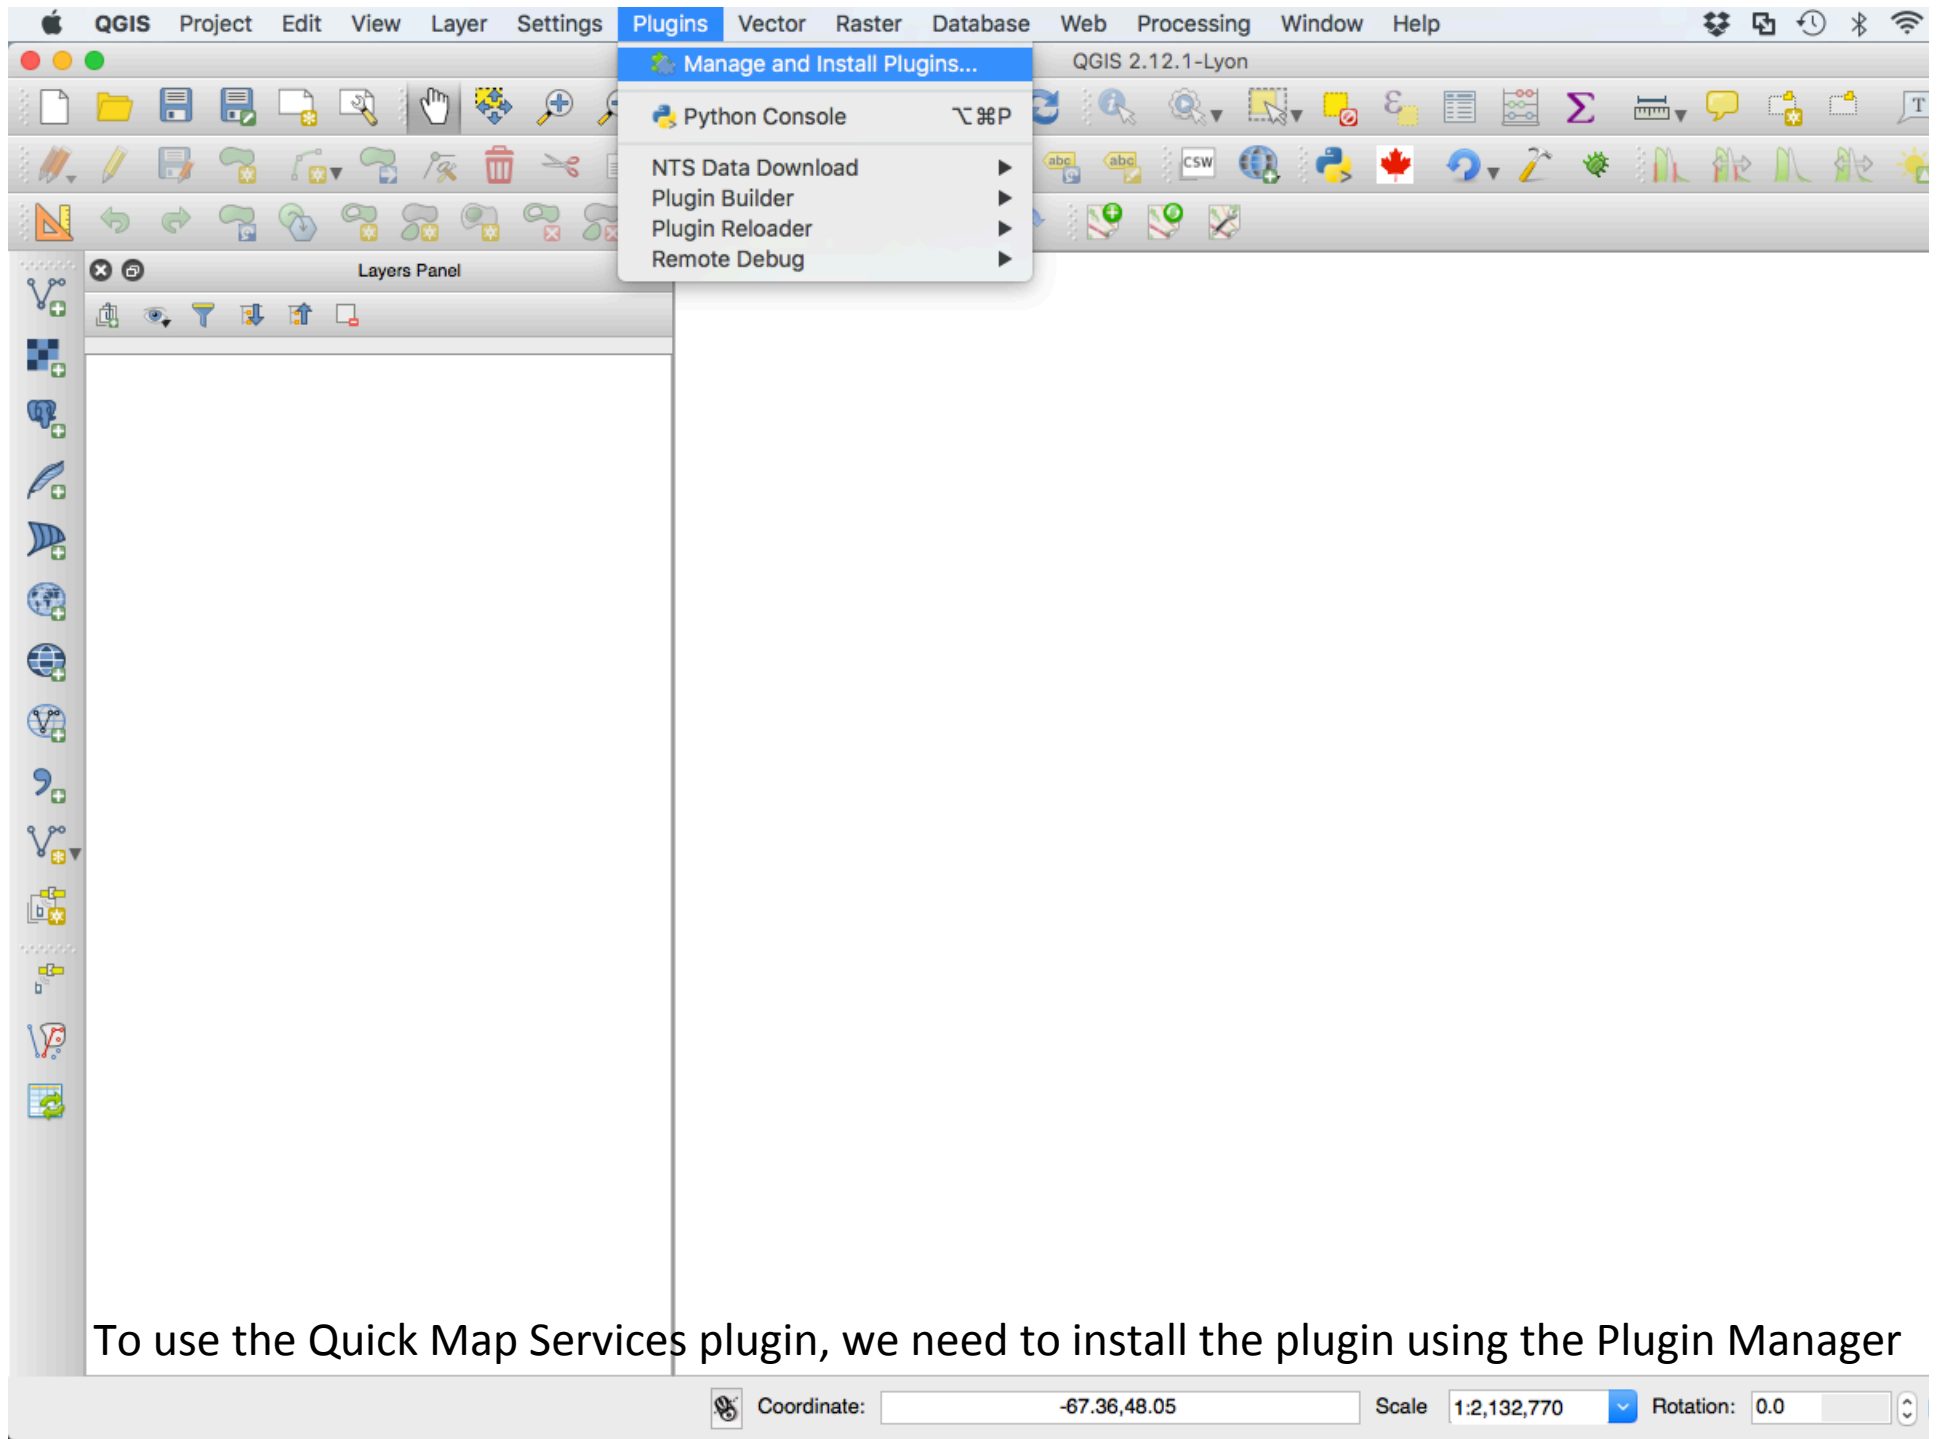 QGIS Project Edit View Layer Settings Plugins Vector Raster Database Web Processing Window Help
QGIS 2.12.1-Lyon
Manage and Install Plugins...
Python Console ⌥⌘P
NTS Data Download
Plugin Builder
Plugin Reloader
Remote Debug
abc abc CSW
T
Layers Panel
To use the Quick Map Services plugin, we need to install the plugin using the Plugin Manager
Coordinate: -67.36,48.05 Scale 1:2,132,770 Rotation: 0.0